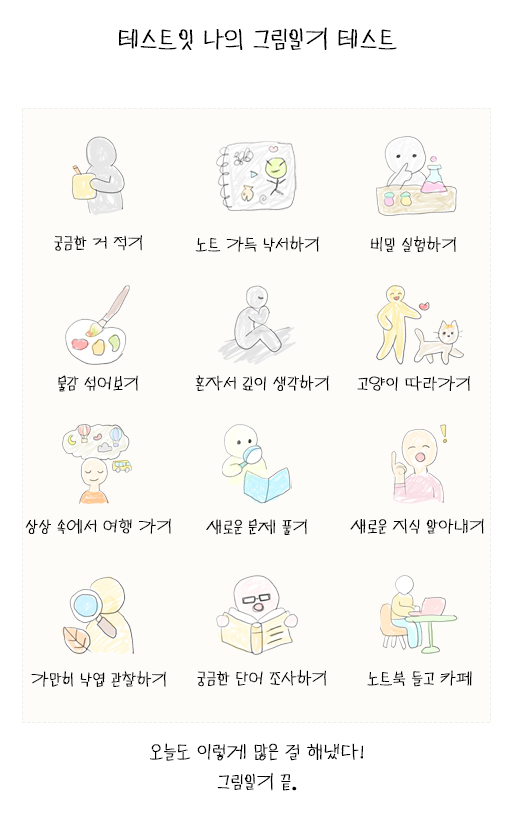 테스트잇 나의 그림일기 테스트
궁금한 거 적기
노트 가득 낙서하기
비밀 실험하기
물감 섞어보기
혼자서 깊이 생각하기
고양이 따라가기
상상 속에서 여행 가기
새로운 문제 풀기
새로운 지식 알아내기
가만히 낙엽 관찰하기
궁금한 단어 조사하기
노트북 들고 카페
오늘도 이렇게 많은 걸 해냈다!
그림일기 끝.